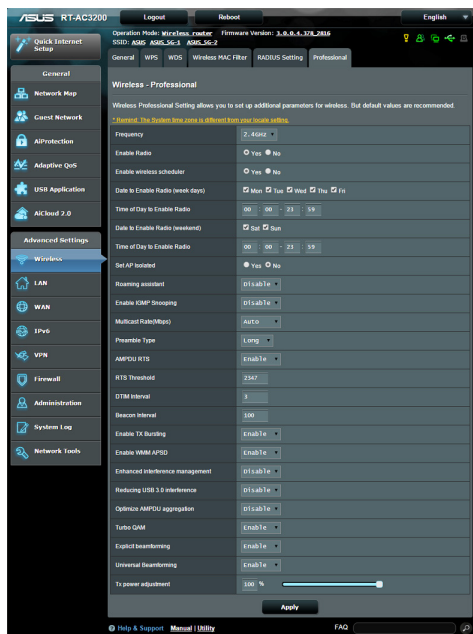 ASUS RT-AC3200 Logout Reboot English
Operation Mode: Wireless router Firmware Version: 3.0.0.4.378_2816
SSID: ASUS ASUS_5G-1 ASUS_5G-2
Quick Internet Setup
General WPS WDS Wireless MAC Filter RADIUS Setting Professional
General
Network Map
Guest Network
AiProtection
Adaptive QoS
USB Application
AiCloud 2.0
Advanced Settings
Wireless
LAN
WAN
IPv6
VPN
Firewall
Administration
System Log
Network Tools
Wireless - Professional
Wireless Professional Setting allows you to set up additional parameters for wireless. But default values are recommended.
* Remind: The System time zone is different from your locale setting.
Frequency 2.4GHz
Enable Radio Yes No
Enable wireless scheduler Yes No
Date to Enable Radio (week days) Mon Tue Wed Thu Fri
Time of Day to Enable Radio 00 : 00 - 23 : 59
Date to Enable Radio (weekend) Sat Sun
Time of Day to Enable Radio 00 : 00 - 23 : 59
Set AP Isolated Yes No
Roaming assistant Disable
Enable IGMP Snooping Disable
Multicast Rate(Mbps) Auto
Preamble Type Long
AMPDU RTS Enable
RTS Threshold 2347
DTIM Interval 3
Beacon Interval 100
Enable TX Bursting Enable
Enable WMM APSD Enable
Enhanced interference management Disable
Reducing USB 3.0 interference Disable
Optimize AMPDU aggregation Disable
Turbo QAM Enable
Explicit beamforming Enable
Universal Beamforming Enable
Tx power adjustment 100 %
Apply
Help & Support Manual | Utility FAQ